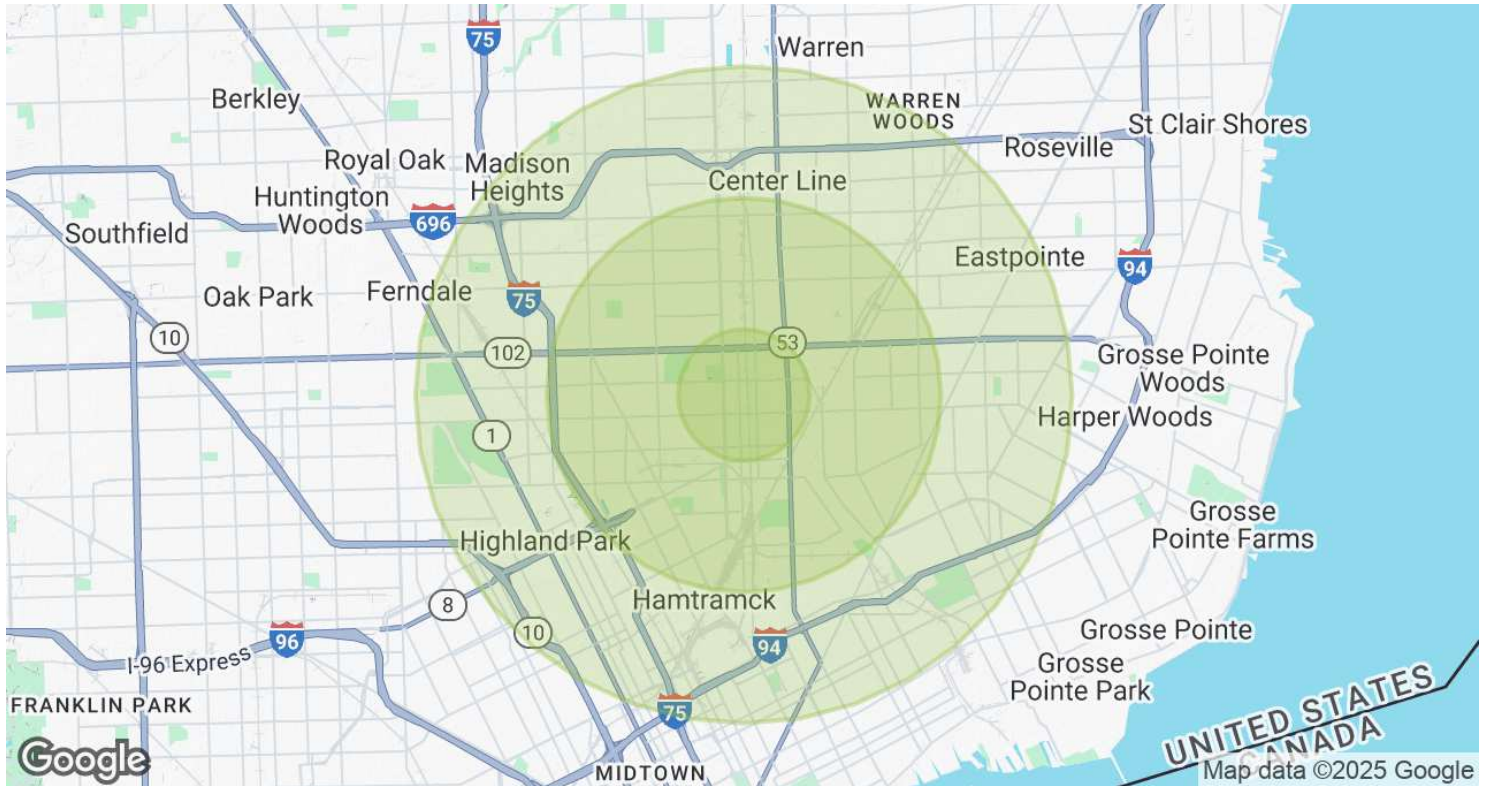 75
Warren
Berkley
WARREN
WOODS
St Clair Shores
Roseville
Royal Oak
Madison
Heights
Center Line
Huntington
Woods
696
Southfield
Eastpointe
94
Oak Park
Ferndale
75
10
102
53
Grosse Pointe
Woods
Harper Woods
1
Grosse
Pointe Farms
Highland Park
Hamtramck
8
10
96
94
I-96 Express
Grosse Pointe
Grosse
Pointe Park
FRANKLIN PARK
75
UNITED STATES
CANADA
Google
MIDTOWN
Map data ©2025 Google